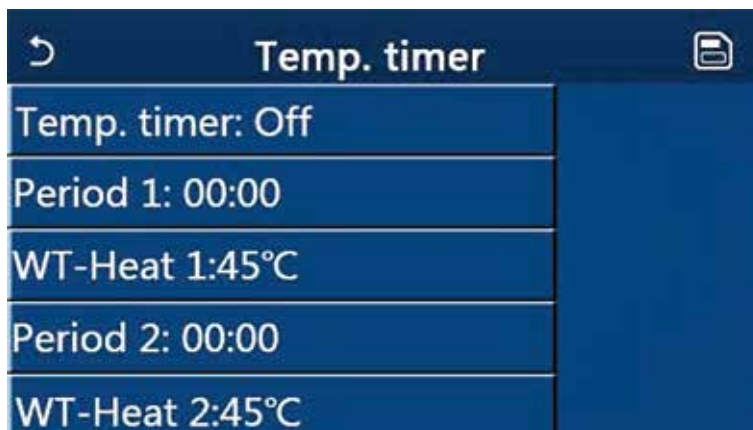 Temp. timer
Temp. timer: Off
Period 1: 00:00
WT-Heat 1:45℃
Period 2: 00:00
WT-Heat 2:45℃